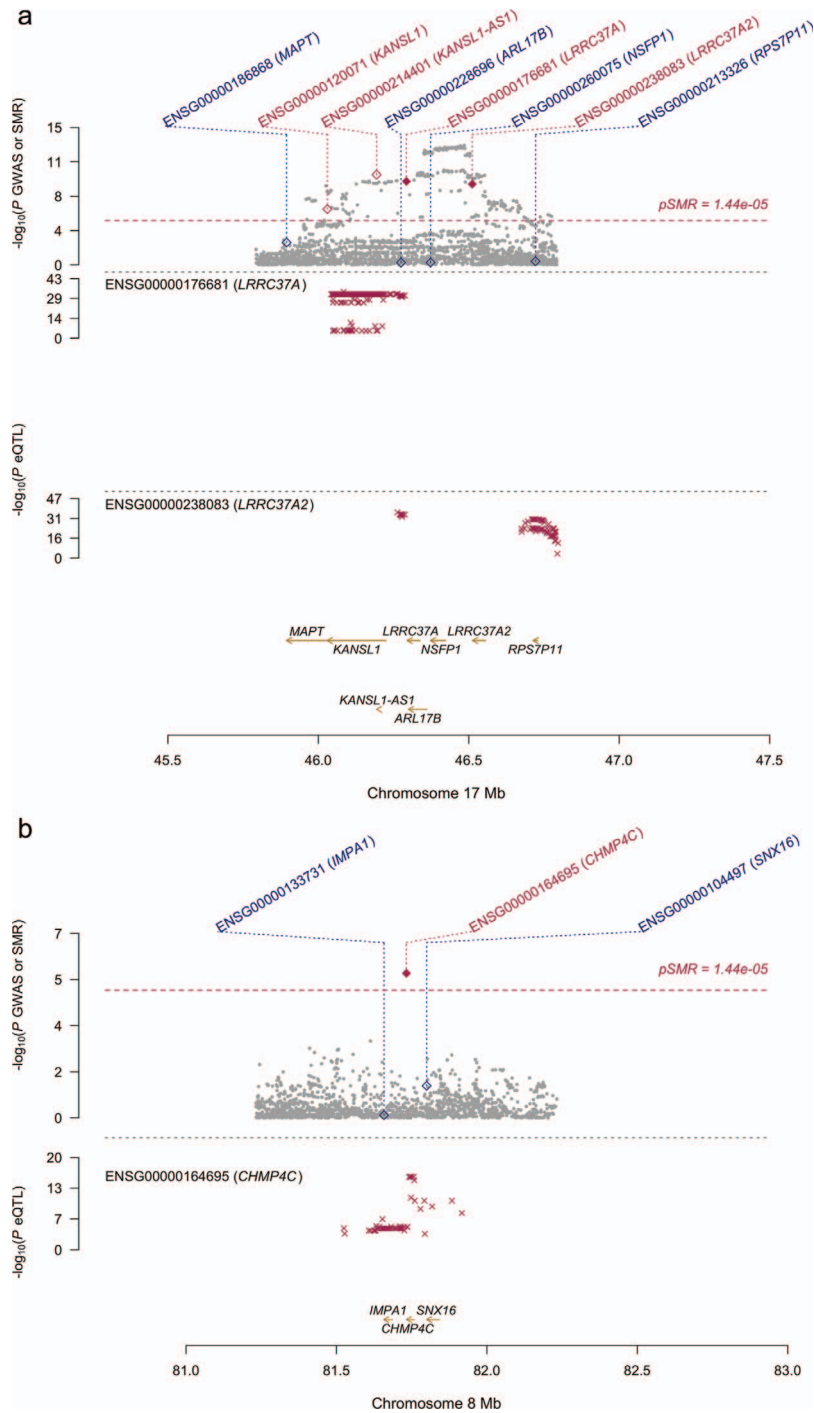 a
ENSG00000186868 (MAPT)
ENSG00000120071 (KANSL1)
ENSG00000214401 (KANSL1-AS1)
ENSG00000228696 (ARL17B)
ENSG00000176681 (LRRC37A)
ENSG00000260075 (NSFP1)
ENSG00000238083 (LRRC37A2)
ENSG00000213326 (RPS7P11)
-log10(P GWAS or SMR)
15
11
8
4
0
pSMR = 1.44e-05
-log10(P eQTL)
43
29
14
0
ENSG00000176681 (LRRC37A)
47
31
16
0
ENSG00000238083 (LRRC37A2)
MAPT
LRRC37A
LRRC37A2
KANSL1
NSFP1
RPS7P11
KANSL1-AS1
ARL17B
45.5 46.0 46.5 47.0 47.5
Chromosome 17 Mb
b
ENSG00000133731 (IMPA1)
ENSG00000164695 (CHMP4C)
ENSG00000104497 (SNX16)
-log10(P GWAS or SMR)
7
5
4
2
0
pSMR = 1.44e-05
-log10(P eQTL)
20
13
7
0
ENSG00000164695 (CHMP4C)
IMPA1 SNX16
CHMP4C
81.0 81.5 82.0 82.5 83.0
Chromosome 8 Mb